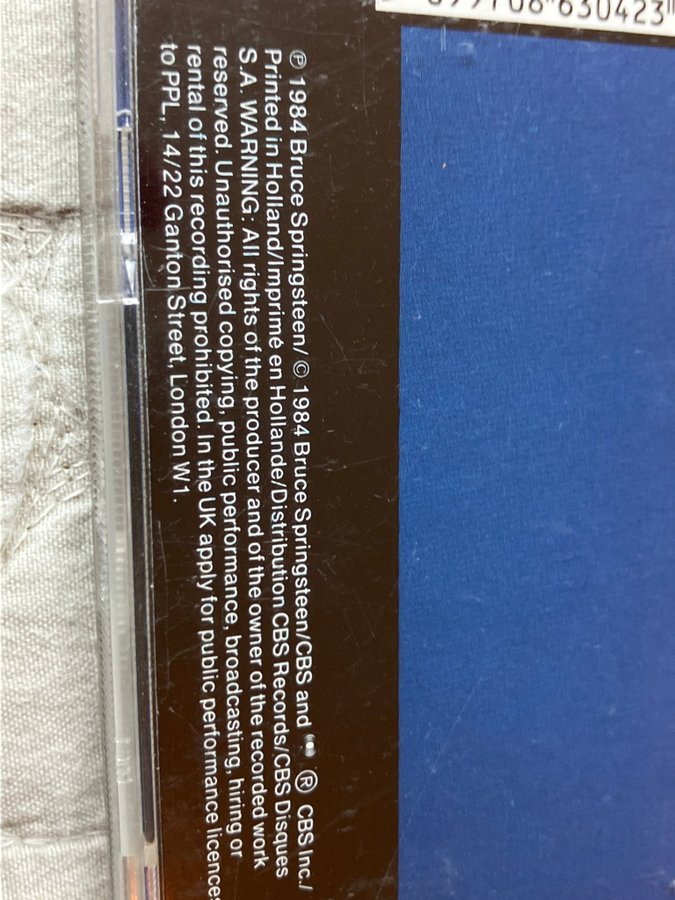 099708 630423
℗ 1984 Bruce Springsteen/ © 1984 Bruce Springsteen/CBS and ® CBS Inc./
Printed in Holland/Imprimé en Hollande/Distribution CBS Records/CBS Disques
S.A. WARNING: All rights of the producer and of the owner of the recorded work
reserved. Unauthorised copying, public performance, broadcasting, hiring or
rental of this recording prohibited. In the UK apply for public performance licences
to PPL, 14/22 Ganton Street, London W1.